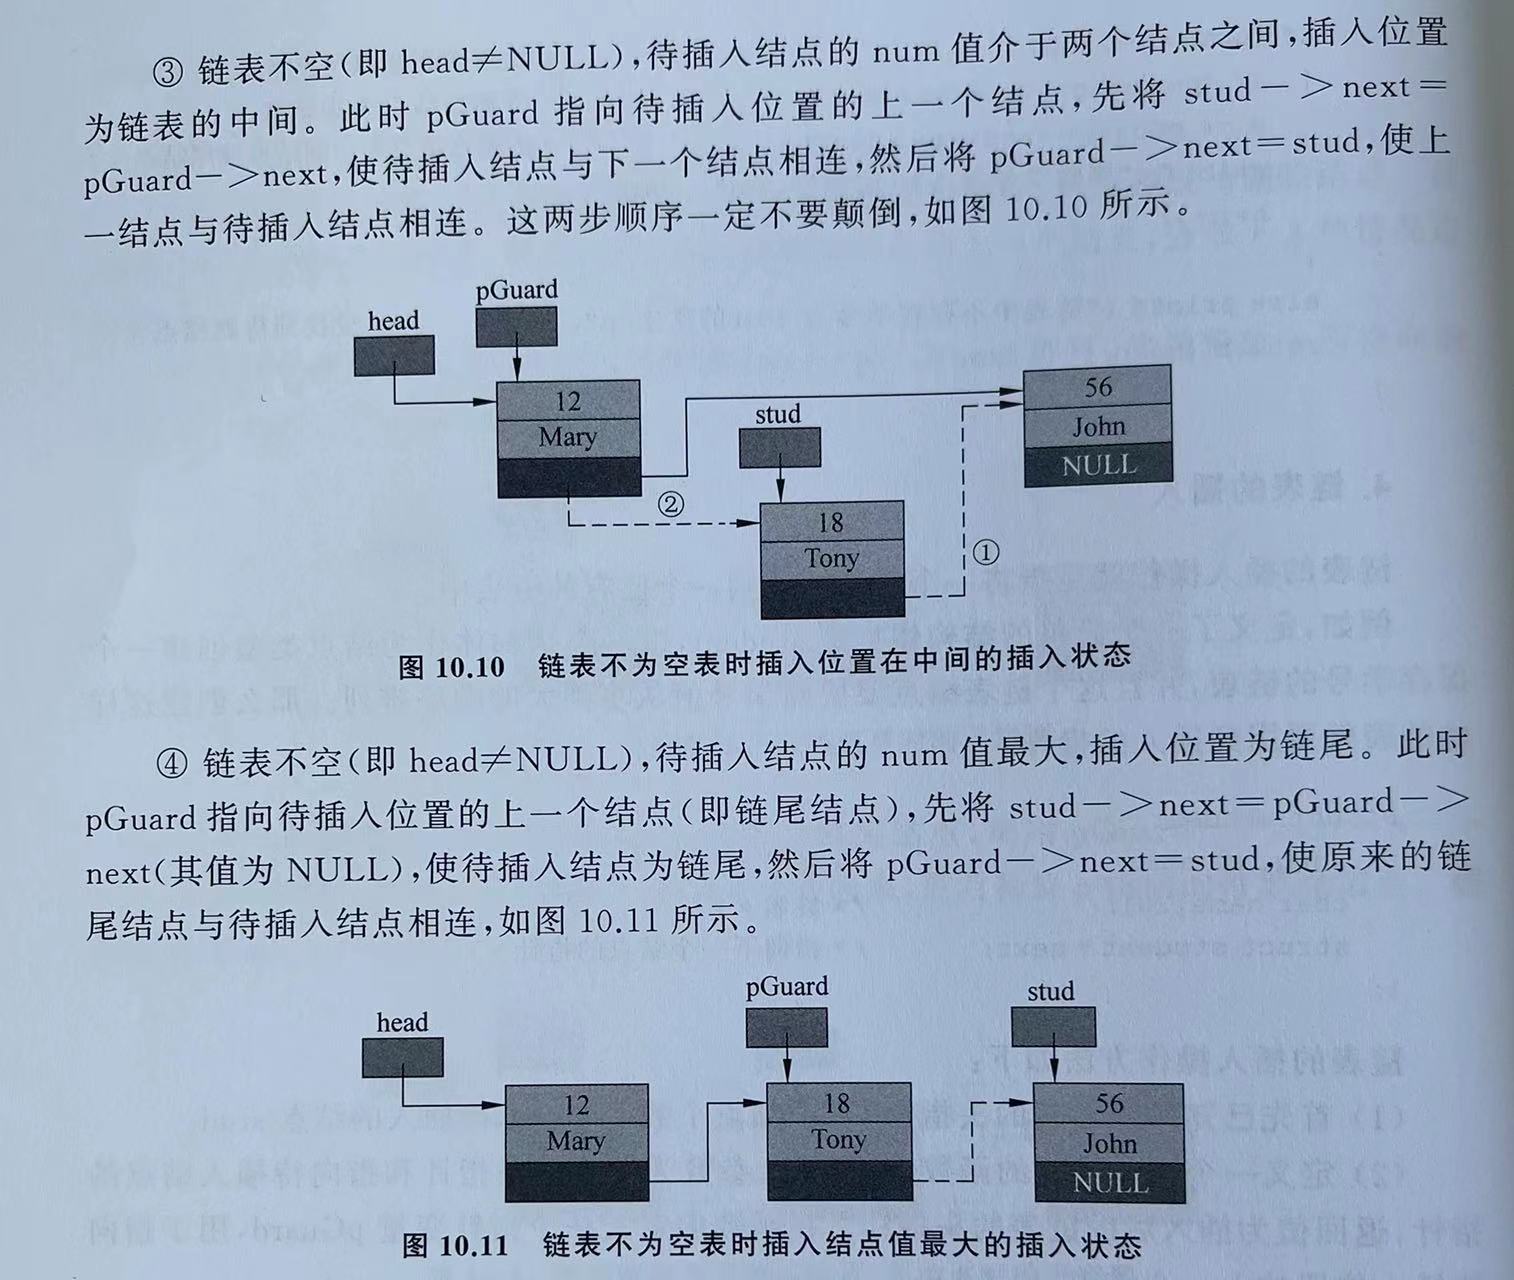 ③ 链表不空(即 head≠NULL),待插入结点的 num 值介于两个结点之间,插入位置
为链表的中间。此时 pGuard 指向待插入位置的上一个结点,先将 stud—>next=
pGuard—>next,使待插入结点与下一个结点相连,然后将 pGuard—>next=stud,使上
一结点与待插入结点相连。这两步顺序一定不要颠倒,如图 10.10 所示。
pGuard
head
12
Mary
stud
56
John
NULL
②
18
Tony
①
图 10.10 链表不为空表时插入位置在中间的插入状态
④ 链表不空(即 head≠NULL),待插入结点的 num 值最大,插入位置为链尾。此时
pGuard 指向待插入位置的上一个结点(即链尾结点),先将 stud—>next=pGuard—>
next(其值为 NULL),使待插入结点为链尾,然后将 pGuard—>next=stud,使原来的链
尾结点与待插入结点相连,如图 10.11 所示。
pGuard
stud
head
12
Mary
18
Tony
56
John
NULL
图 10.11 链表不为空表时插入结点值最大的插入状态